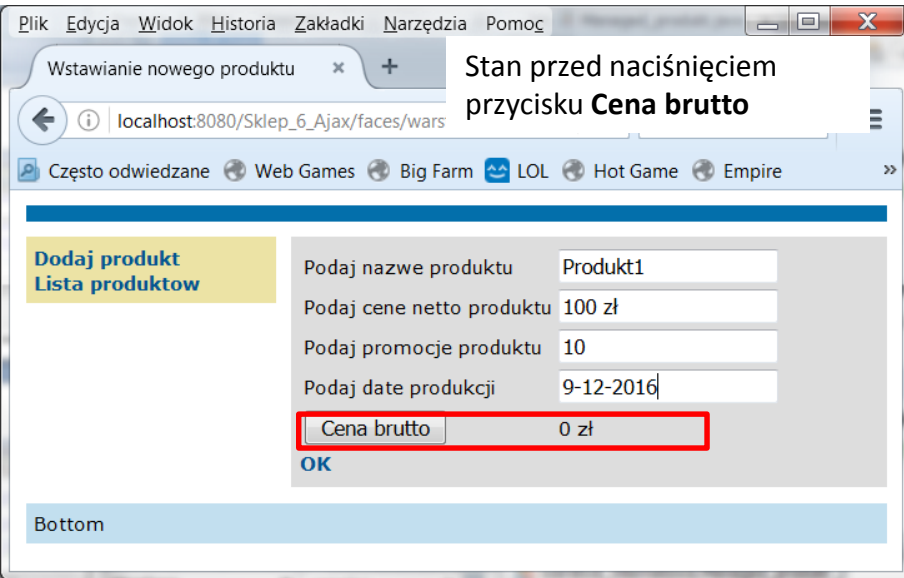 Plik Edycja Widok Historia Zakładki Narzędzia Pomoc
Wstawianie nowego produktu × +
Stan przed naciśnięciem
przycisku Cena brutto
localhost:8080/Sklep_6_Ajax/faces/wars
Często odwiedzane Web Games Big Farm LOL Hot Game Empire »
Dodaj produkt
Lista produktow
Podaj nazwe produktu Produkt1
Podaj cene netto produktu 100 zł
Podaj promocje produktu 10
Podaj date produkcji 9-12-2016
Cena brutto 0 zł
OK
Bottom